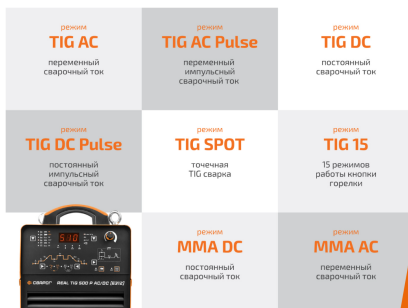 режим
TIG AC
переменный
сварочный ток
режим
TIG AC Pulse
переменный
импульсный
сварочный ток
режим
TIG DC
постоянный
сварочный ток
режим
TIG DC Pulse
постоянный
импульсный
сварочный ток
режим
TIG SPOT
точечная
TIG сварка
режим
TIG 15
15 режимов
работы кнопки
горелки
510
СВАРОГ REAL TIG 500 P AC/DC
режим
MMA DC
постоянный
сварочный ток
режим
MMA AC
переменный
сварочный ток